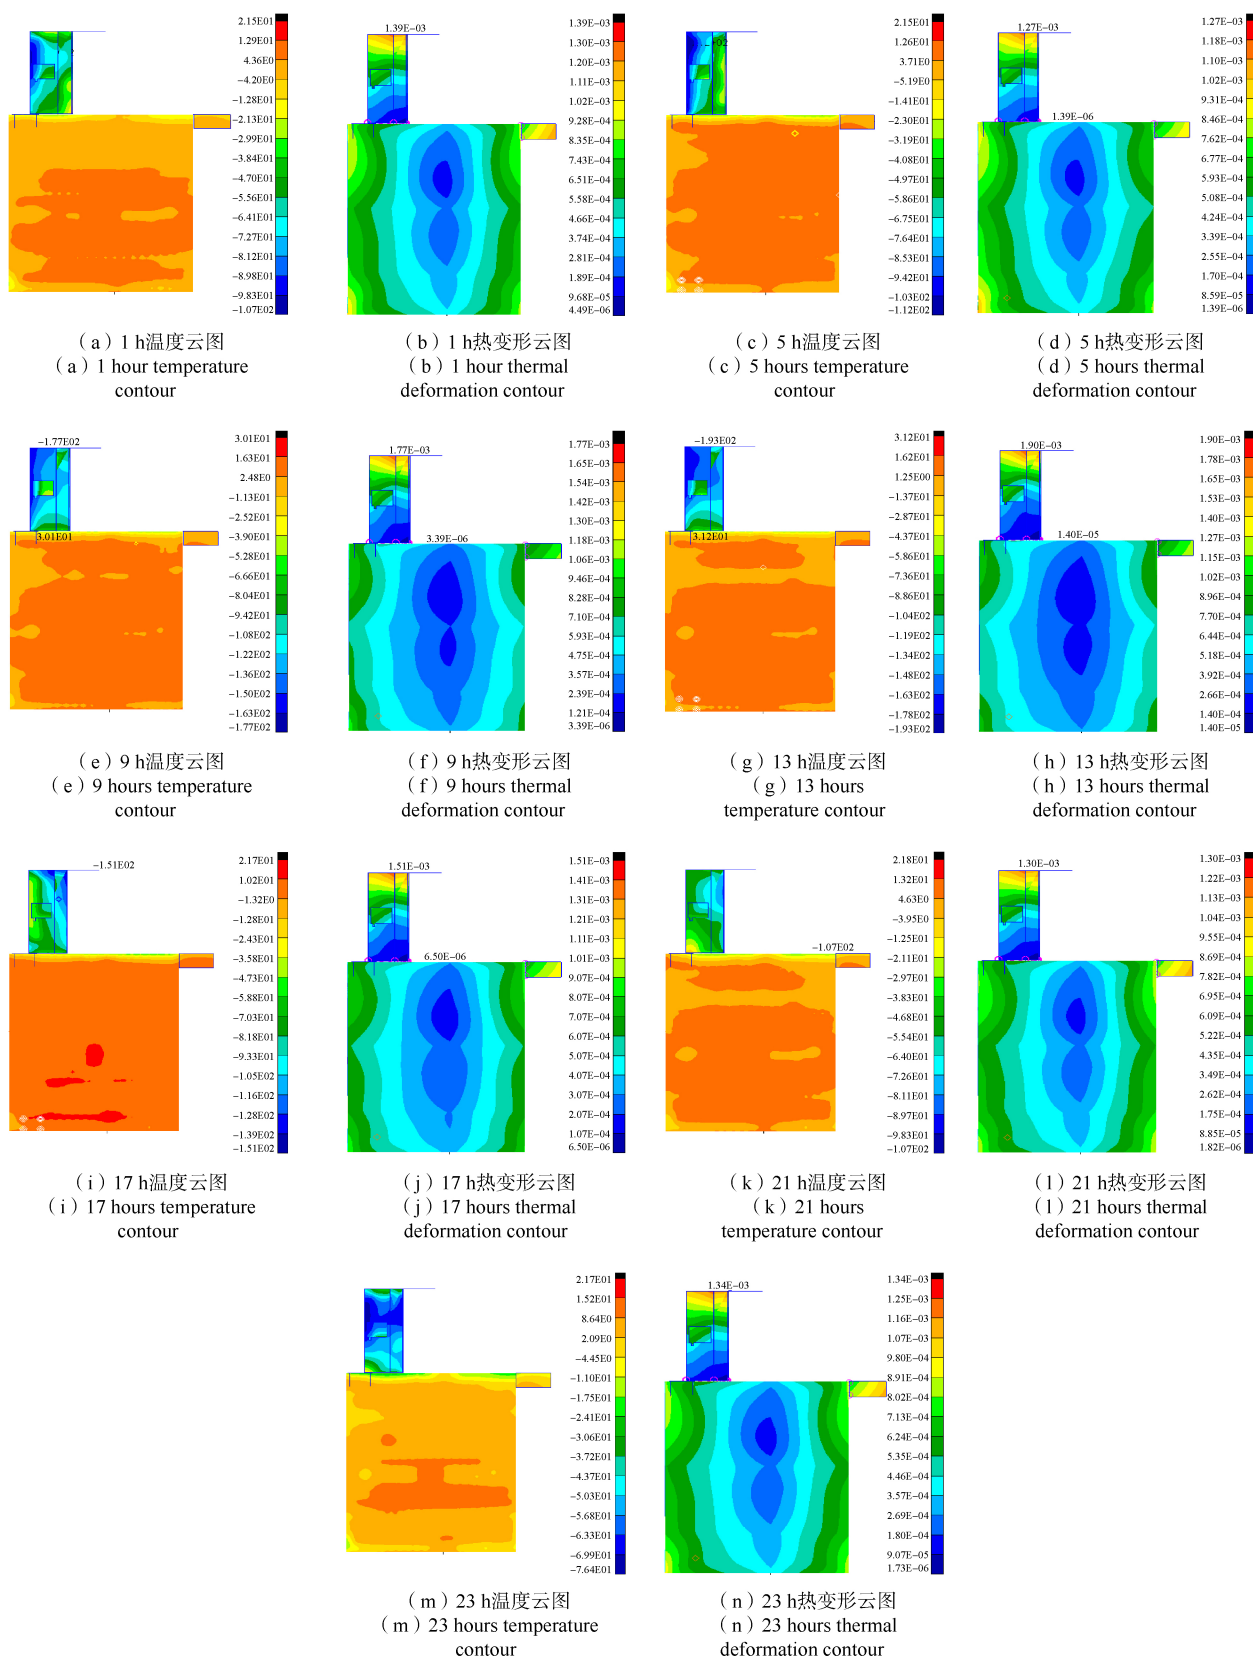 2.15E01
1.29E01
4.36E0
−4.20E0
−1.28E01
−2.13E01
−2.99E01
−3.84E01
−4.70E01
−5.56E01
−6.41E01
−7.27E01
−8.12E01
−8.98E01
−9.83E01
−1.07E02
(a) 1 h温度云图
(a) 1 hour temperature
contour
1.39E−03
1.39E−03
1.30E−03
1.20E−03
1.11E−03
1.02E−03
9.28E−04
8.35E−04
7.43E−04
6.51E−04
5.58E−04
4.66E−04
3.74E−04
2.81E−04
1.89E−04
9.68E−05
4.49E−06
(b) 1 h热变形云图
(b) 1 hour thermal
deformation contour
2.15E01
1.26E01
3.71E0
−5.19E0
−1.41E01
−2.30E01
−3.19E01
−4.08E01
−4.97E01
−5.86E01
−6.75E01
−7.64E01
−8.53E01
−9.42E01
−1.03E02
−1.12E02
(c) 5 h温度云图
(c) 5 hours temperature
contour
1.27E−03
1.39E−06
1.27E−03
1.18E−03
1.10E−03
1.02E−03
9.31E−04
8.46E−04
7.62E−04
6.77E−04
5.93E−04
5.08E−04
4.24E−04
3.39E−04
2.55E−04
1.70E−04
8.59E−05
1.39E−06
(d) 5 h热变形云图
(d) 5 hours thermal
deformation contour
−1.77E02
3.01E01
3.01E01
1.63E01
2.48E0
−1.13E01
−2.52E01
−3.90E01
−5.28E01
−6.66E01
−8.04E01
−9.42E01
−1.08E02
−1.22E02
−1.36E02
−1.50E02
−1.63E02
−1.77E02
(e) 9 h温度云图
(e) 9 hours temperature
contour
1.77E−03
3.39E−06
1.77E−03
1.65E−03
1.54E−03
1.42E−03
1.30E−03
1.18E−03
1.06E−03
9.46E−04
8.28E−04
7.10E−04
5.93E−04
4.75E−04
3.57E−04
2.39E−04
1.21E−04
3.39E−06
(f) 9 h热变形云图
(f) 9 hours thermal
deformation contour
−1.93E02
3.12E01
3.12E01
1.62E01
1.25E00
−1.37E01
−2.87E01
−4.37E01
−5.86E01
−7.36E01
−8.86E01
−1.04E02
−1.19E02
−1.34E02
−1.48E02
−1.63E02
−1.78E02
−1.93E02
(g) 13 h温度云图
(g) 13 hours
temperature contour
1.90E−03
1.40E−05
1.90E−03
1.78E−03
1.65E−03
1.53E−03
1.40E−03
1.27E−03
1.15E−03
1.02E−03
8.96E−04
7.70E−04
6.44E−04
5.18E−04
3.92E−04
2.66E−04
1.40E−04
1.40E−05
(h) 13 h热变形云图
(h) 13 hours thermal
deformation contour
−1.51E02
2.17E01
1.02E01
−1.32E0
−1.28E01
−2.43E01
−3.58E01
−4.73E01
−5.88E01
−7.03E01
−8.18E01
−9.33E01
−1.05E02
−1.16E02
−1.28E02
−1.39E02
−1.51E02
(i) 17 h温度云图
(i) 17 hours temperature
contour
1.51E−03
6.50E−06
1.51E−03
1.41E−03
1.31E−03
1.21E−03
1.11E−03
1.01E−03
9.07E−04
8.07E−04
7.07E−04
6.07E−04
5.07E−04
4.07E−04
3.07E−04
2.07E−04
1.07E−04
6.50E−06
(j) 17 h热变形云图
(j) 17 hours thermal
deformation contour
−1.07E02
2.18E01
1.32E01
4.63E0
−3.95E0
−1.25E01
−2.11E01
−2.97E01
−3.83E01
−4.68E01
−5.54E01
−6.40E01
−7.26E01
−8.11E01
−8.97E01
−9.83E01
−1.07E02
(k) 21 h温度云图
(k) 21 hours
temperature contour
1.30E−03
1.30E−03
1.22E−03
1.13E−03
1.04E−03
9.55E−04
8.69E−04
7.82E−04
6.95E−04
6.09E−04
5.22E−04
4.35E−04
3.49E−04
2.62E−04
1.75E−04
8.85E−05
1.82E−06
(l) 21 h热变形云图
(l) 21 hours thermal
deformation contour
2.17E01
1.52E01
8.64E0
2.09E0
−4.45E0
−1.10E01
−1.75E01
−2.41E01
−3.06E01
−3.72E01
−4.37E01
−5.03E01
−5.68E01
−6.33E01
−6.99E01
−7.64E01
(m) 23 h温度云图
(m) 23 hours temperature
contour
1.34E−03
1.34E−03
1.25E−03
1.16E−03
1.07E−03
9.80E−04
8.91E−04
8.02E−04
7.13E−04
6.24E−04
5.35E−04
4.46E−04
3.57E−04
2.69E−04
1.80E−04
9.07E−05
1.73E−06
(n) 23 h热变形云图
(n) 23 hours thermal
deformation contour